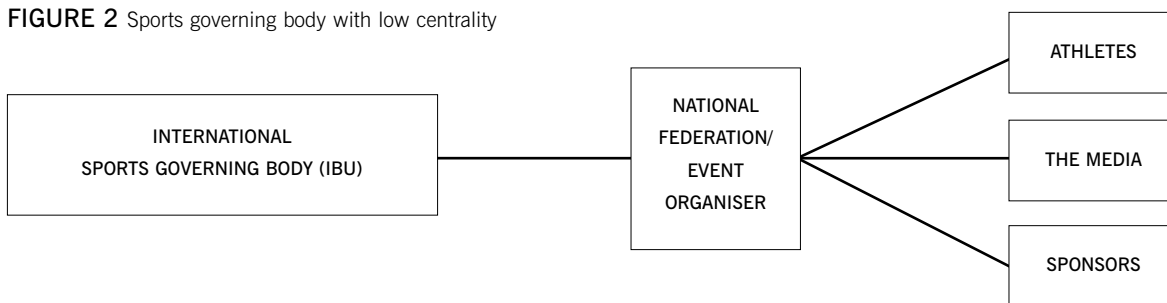 FIGURE 2 Sports governing body with low centrality
INTERNATIONAL
SPORTS GOVERNING BODY (IBU)
NATIONAL
FEDERATION/
EVENT
ORGANISER
ATHLETES
THE MEDIA
SPONSORS